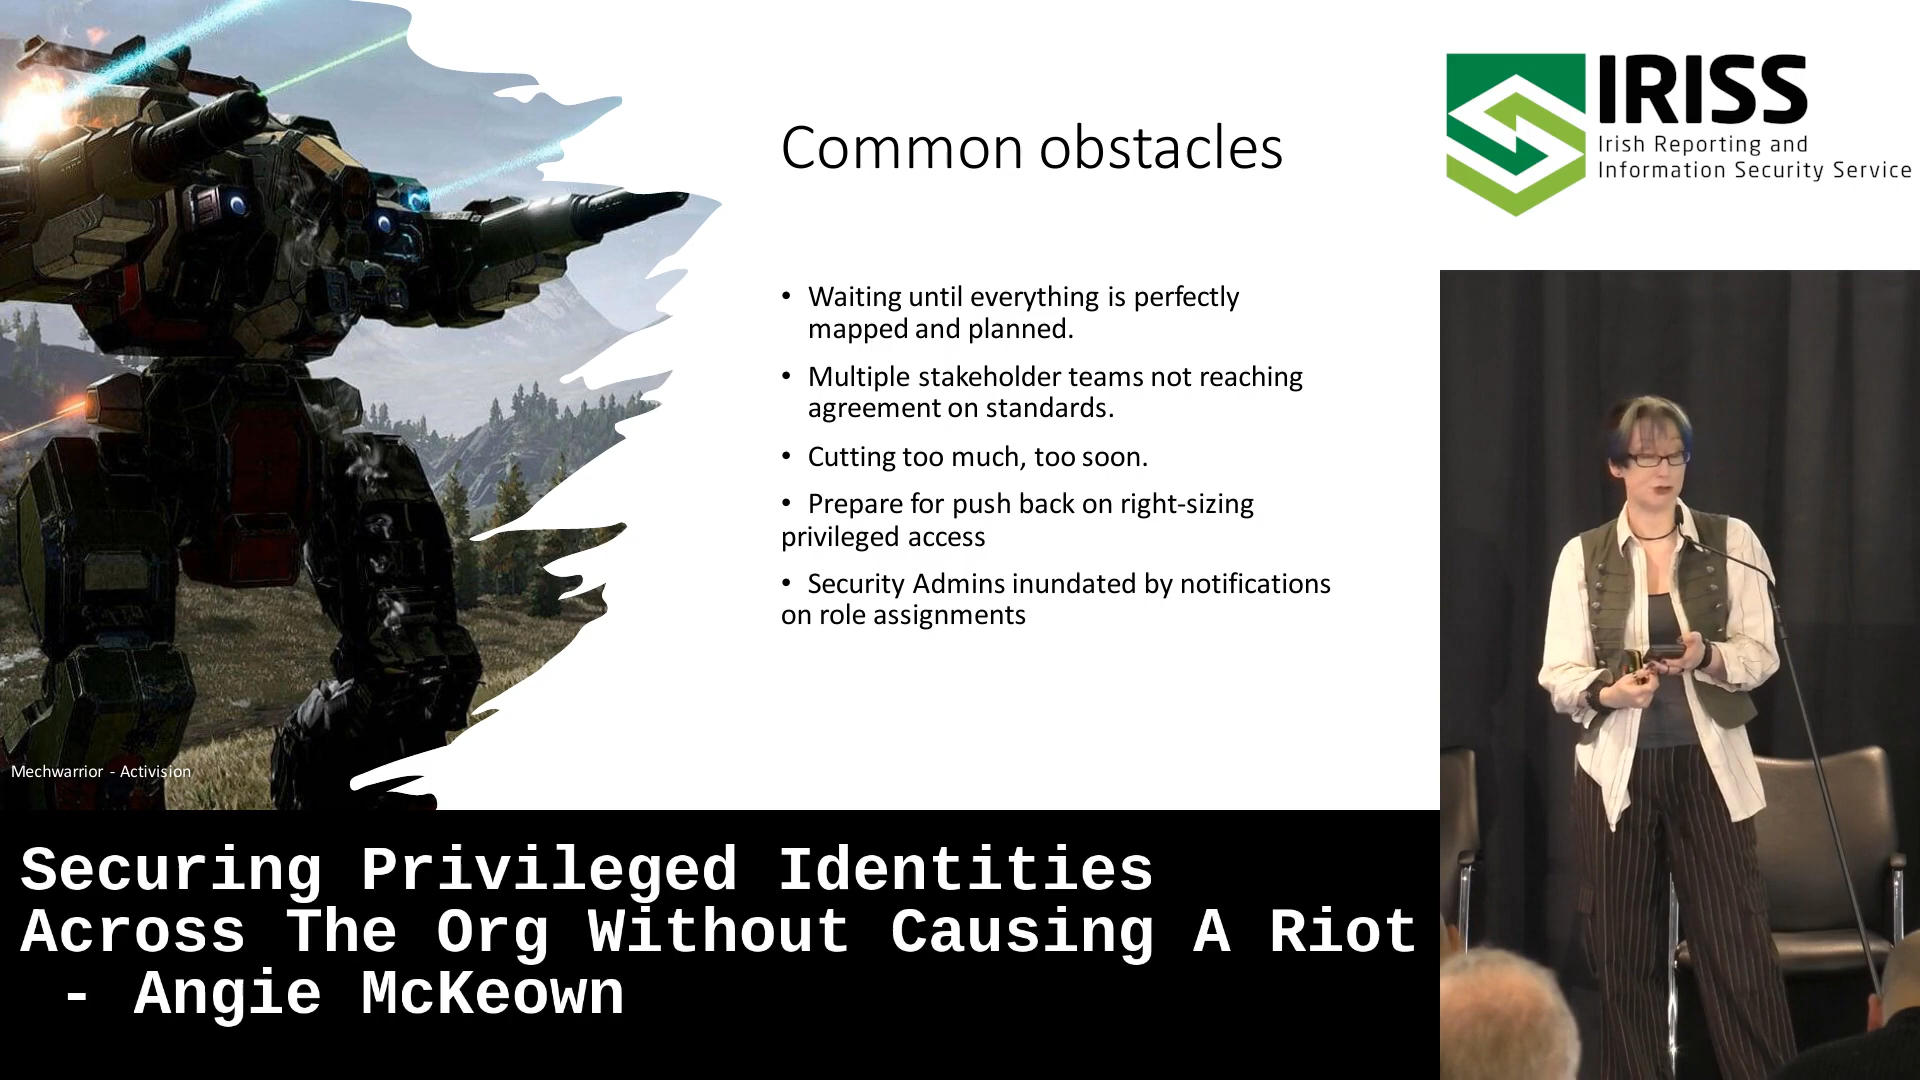 Common obstacles
• Waiting until everything is perfectly
mapped and planned.
• Multiple stakeholder teams not reaching
agreement on standards.
• Cutting too much, too soon.
• Prepare for push back on right-sizing
privileged access
• Security Admins inundated by notifications
on role assignments
Mechwarrior - Activision
IRISS
Irish Reporting and
Information Security Service
Securing Privileged Identities
Across The Org Without Causing A Riot
- Angie McKeown